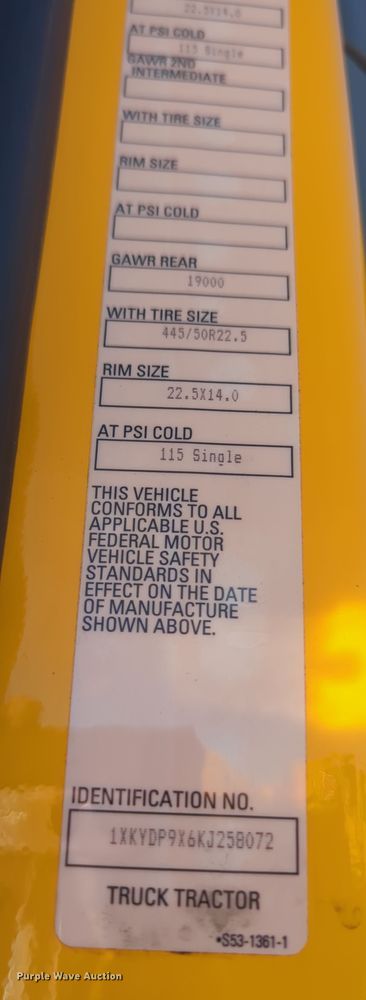 22.5X14.0
AT PSI COLD
115 Single
GAWR 2ND
INTERMEDIATE
WITH TIRE SIZE
RIM SIZE
AT PSI COLD
GAWR REAR
19000
WITH TIRE SIZE
445/50R22.5
RIM SIZE
22.5X14.0
AT PSI COLD
115 Single
THIS VEHICLE
CONFORMS TO ALL
APPLICABLE U.S.
FEDERAL MOTOR
VEHICLE SAFETY
STANDARDS IN
EFFECT ON THE DATE
OF MANUFACTURE
SHOWN ABOVE.
IDENTIFICATION NO.
1XKYDP9X6KJ258072
TRUCK TRACTOR
•S53-1361-1
Purple Wave Auction